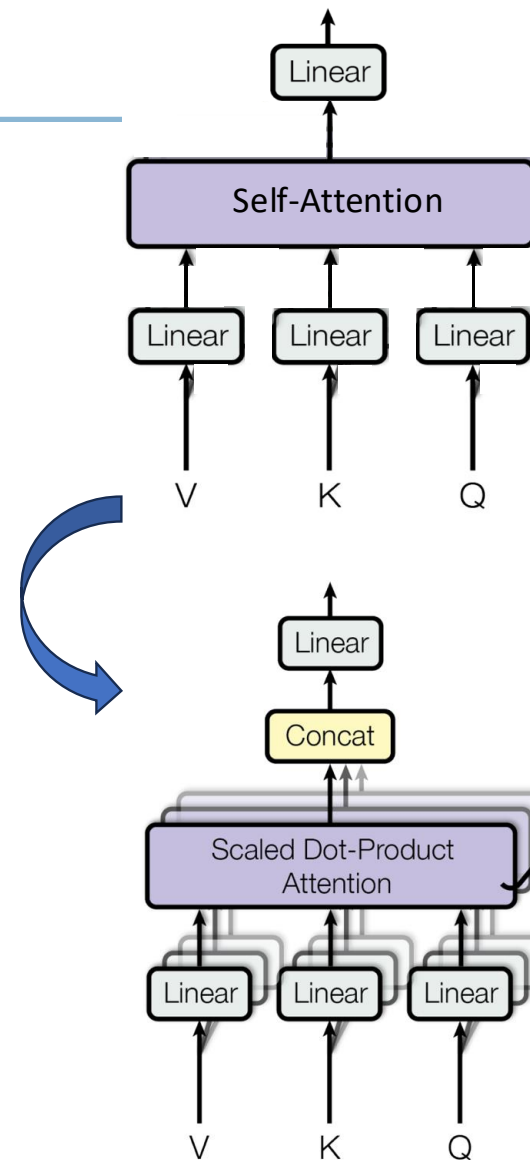 Linear
Self-Attention
Linear Linear Linear
V K Q
Linear
Concat
Scaled Dot-Product
Attention
Linear Linear Linear
V K Q